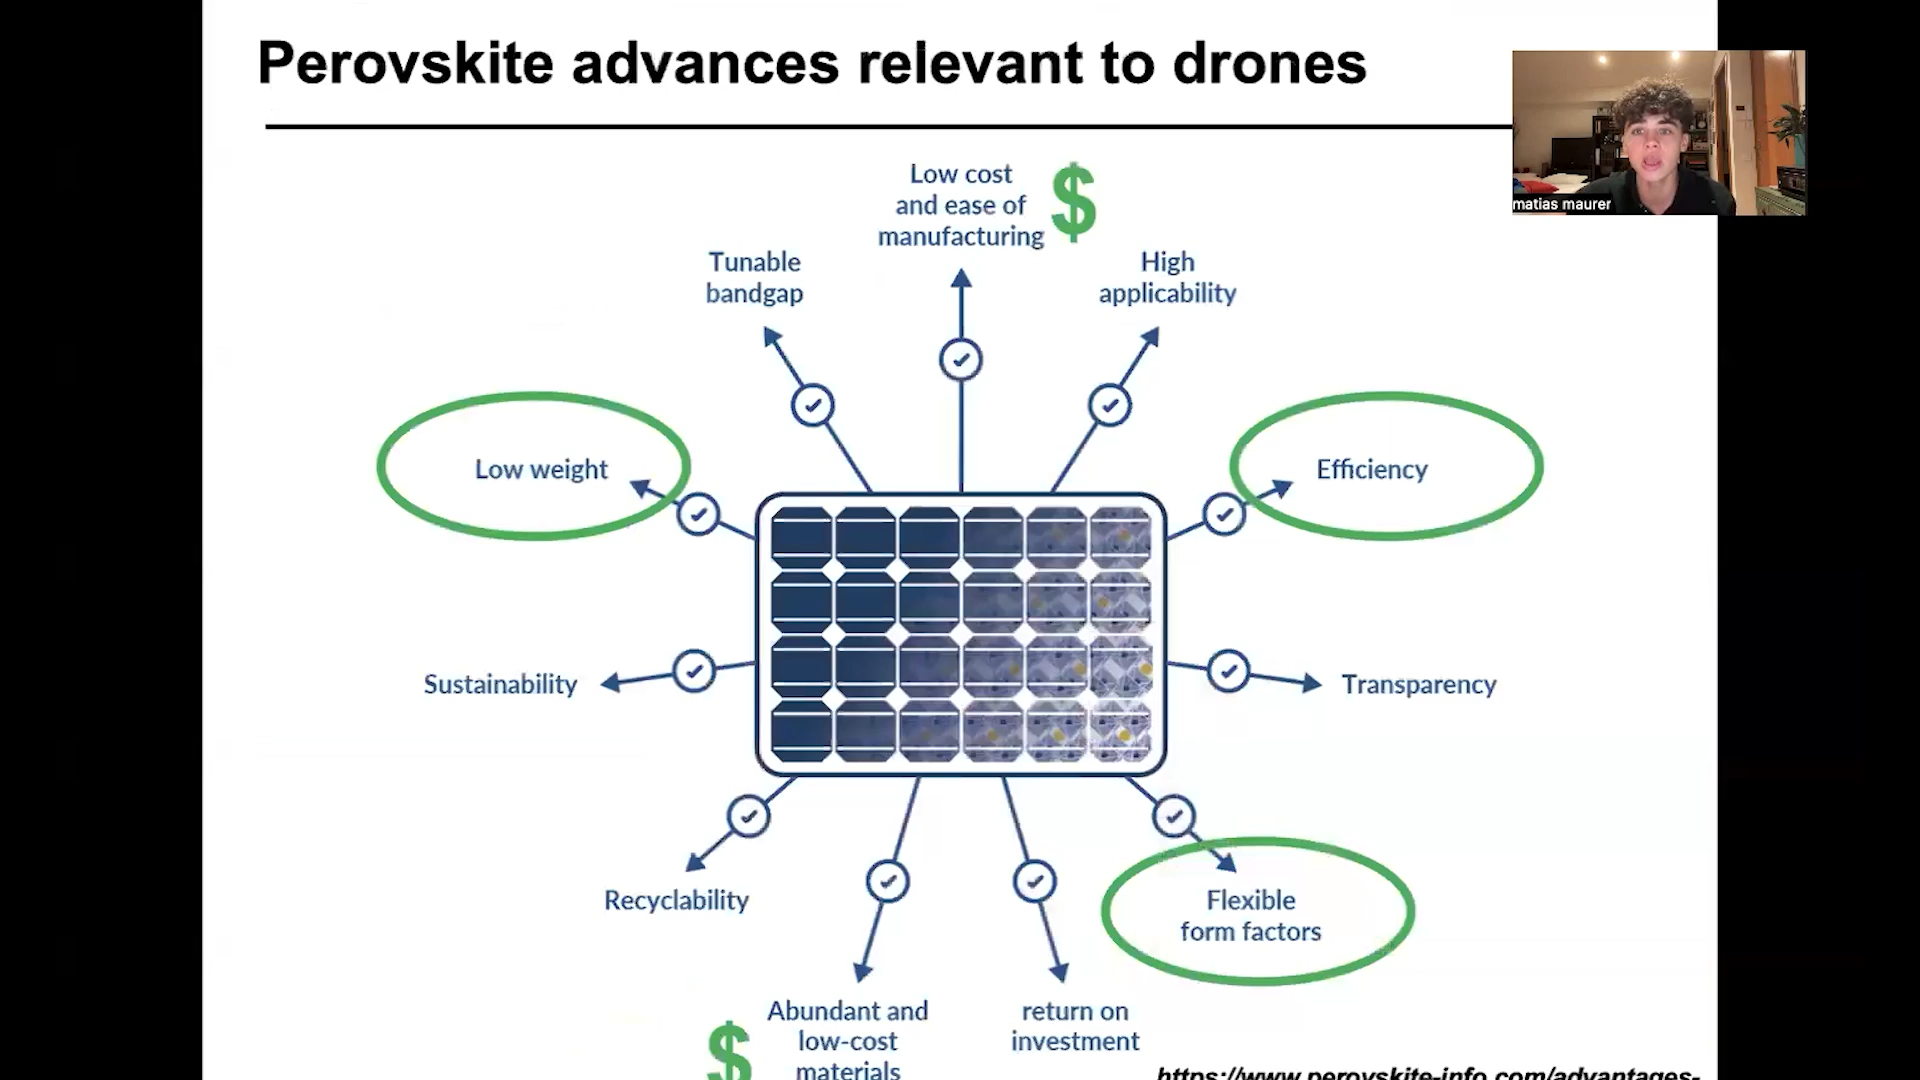 Perovskite advances relevant to drones
matias maurer
Low cost
and ease of
manufacturing
$
Tunable
bandgap
High
applicability
Low weight
Efficiency
Sustainability
Transparency
Recyclability
Flexible
form factors
$
Abundant and
low-cost
materials
return on
investment
https://www.perovskite-info.com/advantages-